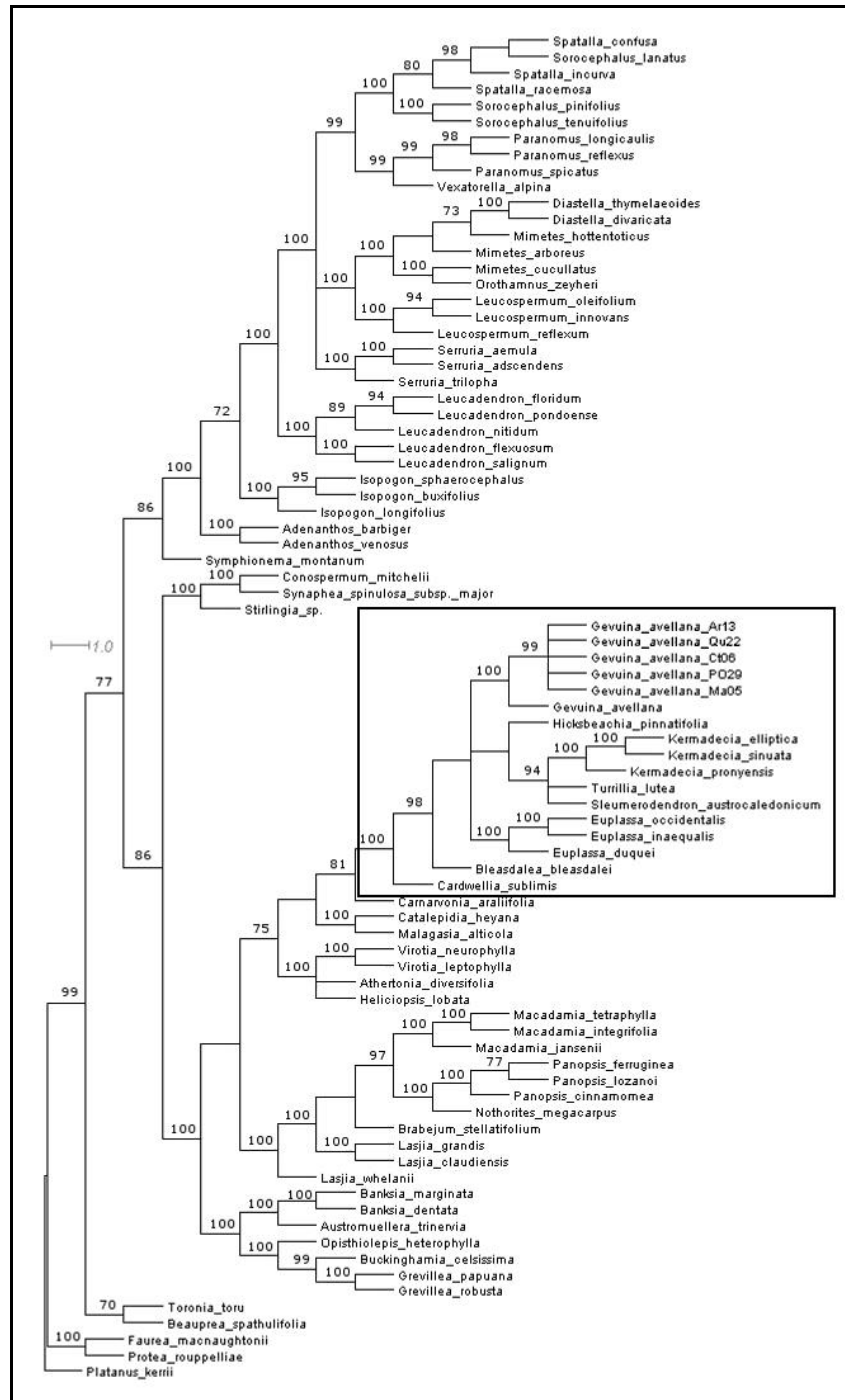 Spatalla_confusa
98
Sorocephalus_lanatus
80
Spatalla_incurva
100
Spatalla_racemosa
Sorocephalus_pinifolius
100
99
Sorocephalus_tenuifolius
98
Paranomus_longicaulis
99
Paranomus_reflexus
99
Paranomus_spicatus
Vexatorella_alpina
100
Diastella_thymelaeoides
73
Diastella_divaricata
Mimetes_hottentoticus
100
100
Mimetes_arboreus
100
Mimetes_cucullatus
100
Orothamnus_zeyheri
94
Leucospermum_oleifolium
100
Leucospermum_innovans
100
Leucospermum_reflexum
100
Serruria_aemula
100
Serruria_adscendens
Serruria_trilopha
94
Leucadendron_floridum
89
Leucadendron_pondoense
72
100
Leucadendron_nitidum
100
Leucadendron_flexuosum
Leucadendron_salignum
100
95
Isopogon_sphaerocephalus
100
Isopogon_buxifolius
86
Isopogon_longifolius
100
Adenanthos_barbiger
Adenanthos_venosus
Symphionema_montanum
100
Conospermum_mitchelii
100
Synaphea_spinulosa_subsp._major
Stirlingia_sp.
1.0
77
Gevuina_avellana_Ar13
Gevuina_avellana_Qu22
99
Gevuina_avellana_Ct06
100
Gevuina_avellana_PO29
Gevuina_avellana_Ma05
Gevuina_avellana
Hicksbeachia_pinnatifolia
100
Kermadecia_elliptica
100
Kermadecia_sinuata
94
Kermadecia_pronyensis
Turrillia_lutea
98
Sleumerodendron_austrocaledonicum
100
Euplassa_occidentalis
100
Euplassa_inaequalis
100
Euplassa_duquei
86
81
Bleasdalea_bleasdalei
Cardwellia_sublimis
Carnarvonia_araliifolia
100
Catalepidia_heyana
75
Malagasia_alticola
100
Virotia_neurophylla
100
Virotia_leptophylla
Athertonia_diversifolia
99
Heliciopsis_lobata
100
Macadamia_tetraphylla
100
Macadamia_integrifolia
97
Macadamia_jansenii
77
Panopsis_ferruginea
100
Panopsis_lozanoi
100
Panopsis_cinnamomea
100
Nothorites_megacarpus
100
Brabejum_stellatifolium
100
100
Lasjia_grandis
Lasjia_claudiensis
Lasjia_whelanii
100
Banksia_marginata
100
Banksia_dentata
100
Austromuellera_trinervia
100
Opisthiolepis_heterophylla
99
Buckinghamia_celsissima
100
Grevillea_papuana
Grevillea_robusta
70
Toronia_toru
Beauprea_spathulifolia
100
Faurea_macnaughtonii
Protea_rouppelliae
Platanus_kerrii